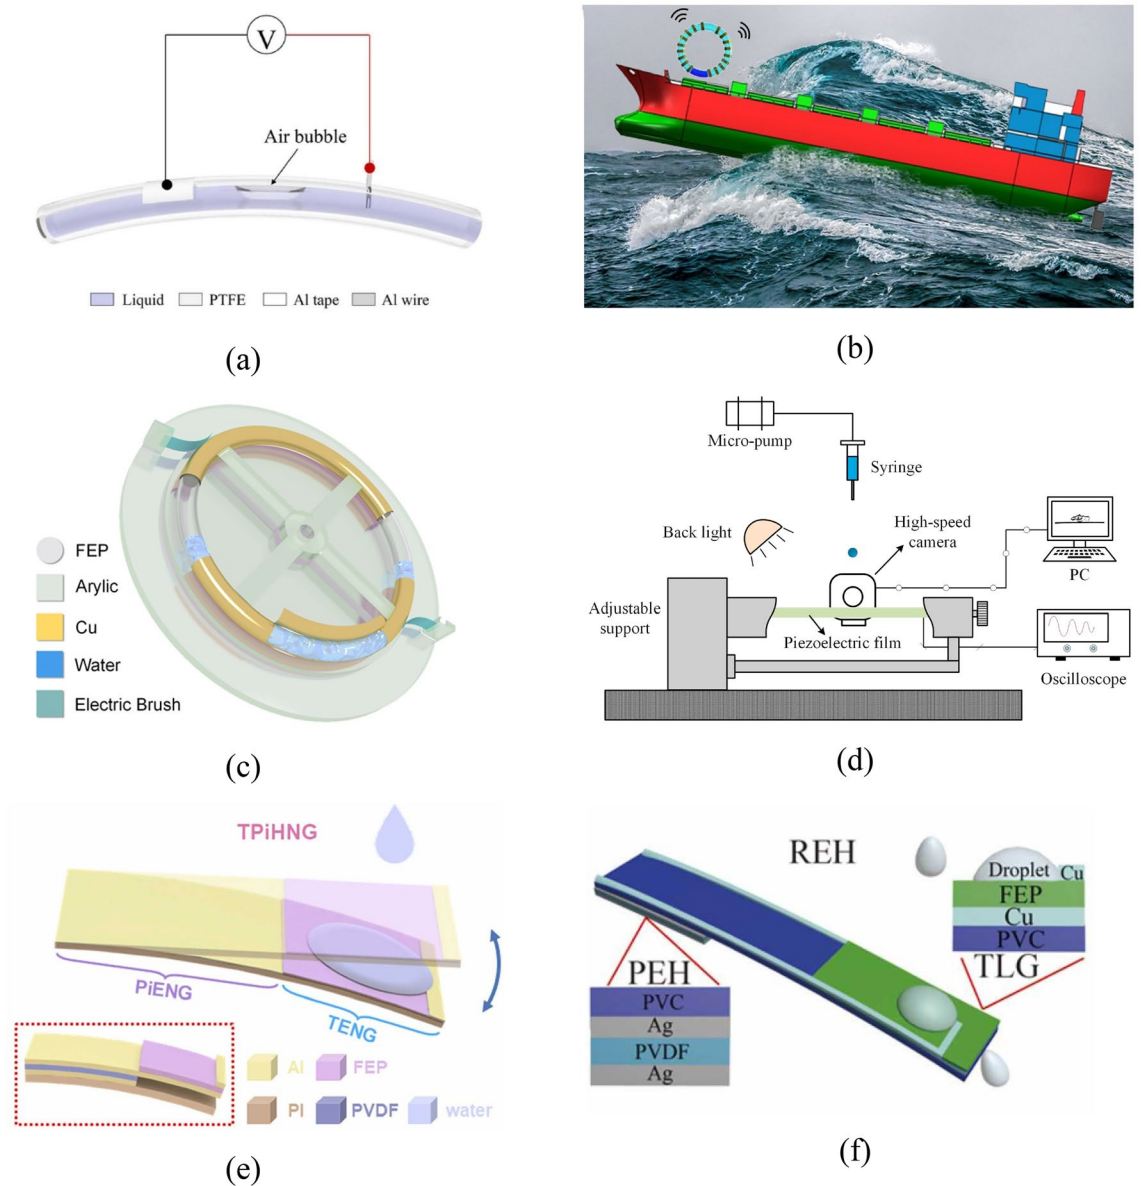 V
Air bubble
Liquid PTFE Al tape Al wire
(a)
(b)
FEP
Arylic
Cu
Water
Electric Brush
(c)
Micro-pump
Syringe
Back light
High-speed
camera
PC
Adjustable
support
Piezoelectric film
Oscilloscope
(d)
TPiHNG
PiENG
TENG
Al FEP
PI PVDF water
(e)
REH
Droplet Cu
FEP
Cu
PVC
TLG
PEH
PVC
Ag
PVDF
Ag
(f)